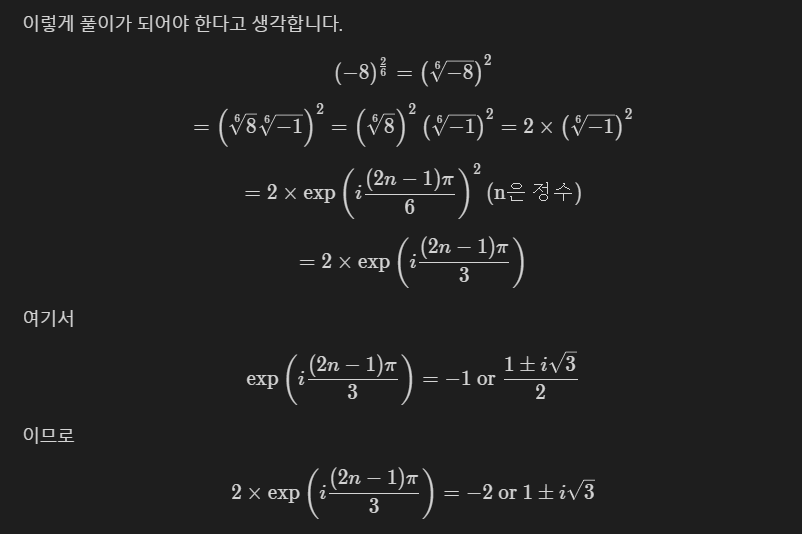 이렇게 풀이가 되어야 한다고 생각합니다.
$(-8)^{\frac{2}{6}} = \left(\sqrt[6]{-8}\right)^2$
$= \left(\sqrt[6]{8}\sqrt[6]{-1}\right)^2 = \left(\sqrt[6]{8}\right)^2 \left(\sqrt[6]{-1}\right)^2 = 2 \times \left(\sqrt[6]{-1}\right)^2$
$= 2 \times \exp\left(i\frac{(2n-1)\pi}{6}\right)^2$ (n은 정수)
$= 2 \times \exp\left(i\frac{(2n-1)\pi}{3}\right)$
여기서
$\exp\left(i\frac{(2n-1)\pi}{3}\right) = -1 \text{ or } \frac{1 \pm i\sqrt{3}}{2}$
이므로
$2 \times \exp\left(i\frac{(2n-1)\pi}{3}\right) = -2 \text{ or } 1 \pm i\sqrt{3}$